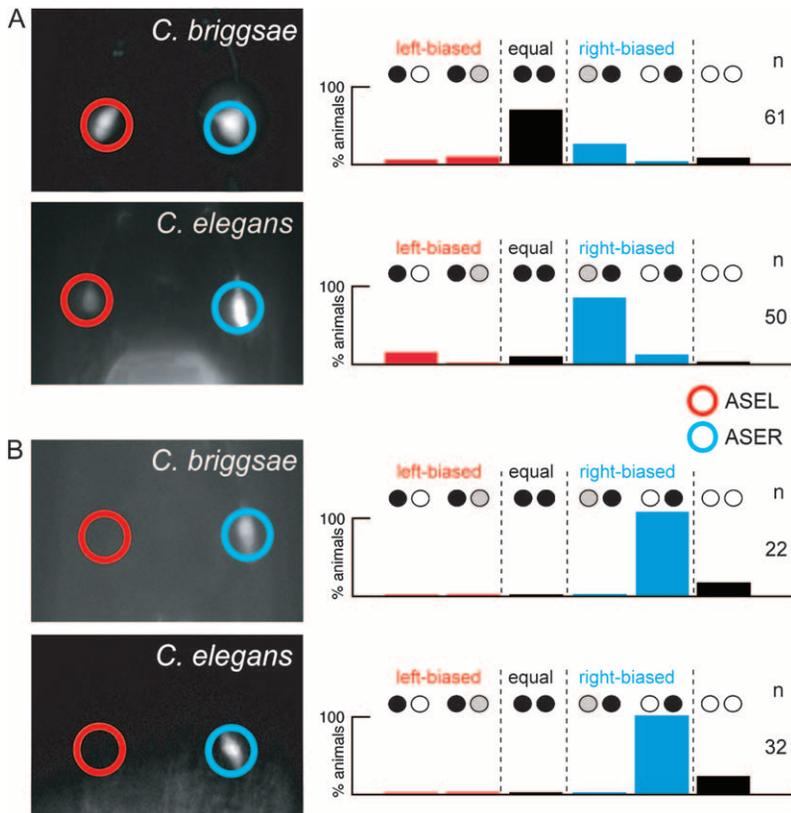 A
C. briggsae
left-biased equal right-biased n
100
% animals
61
C. elegans
left-biased equal right-biased n
100
% animals
50
ASEL
ASER
B
C. briggsae
left-biased equal right-biased n
100
% animals
22
C. elegans
left-biased equal right-biased n
100
% animals
32